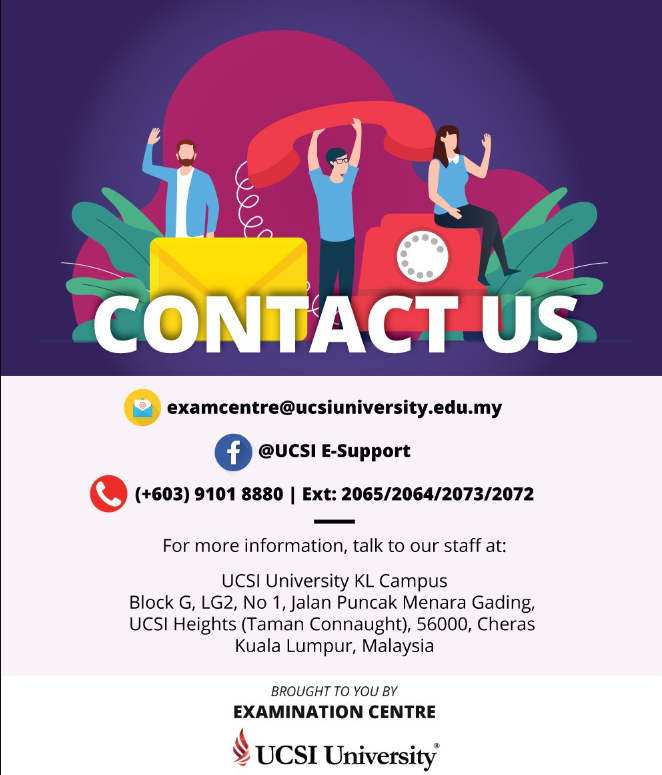 CONTACT US
examcentre@ucsiuniversity.edu.my
@UCSI E-Support
(+603) 9101 8880 | Ext: 2065/2064/2073/2072
For more information, talk to our staff at:
UCSI University KL Campus
Block G, LG2, No 1, Jalan Puncak Menara Gading,
UCSI Heights (Taman Connaught), 56000, Cheras
Kuala Lumpur, Malaysia
BROUGHT TO YOU BY
EXAMINATION CENTRE
UCSI University®